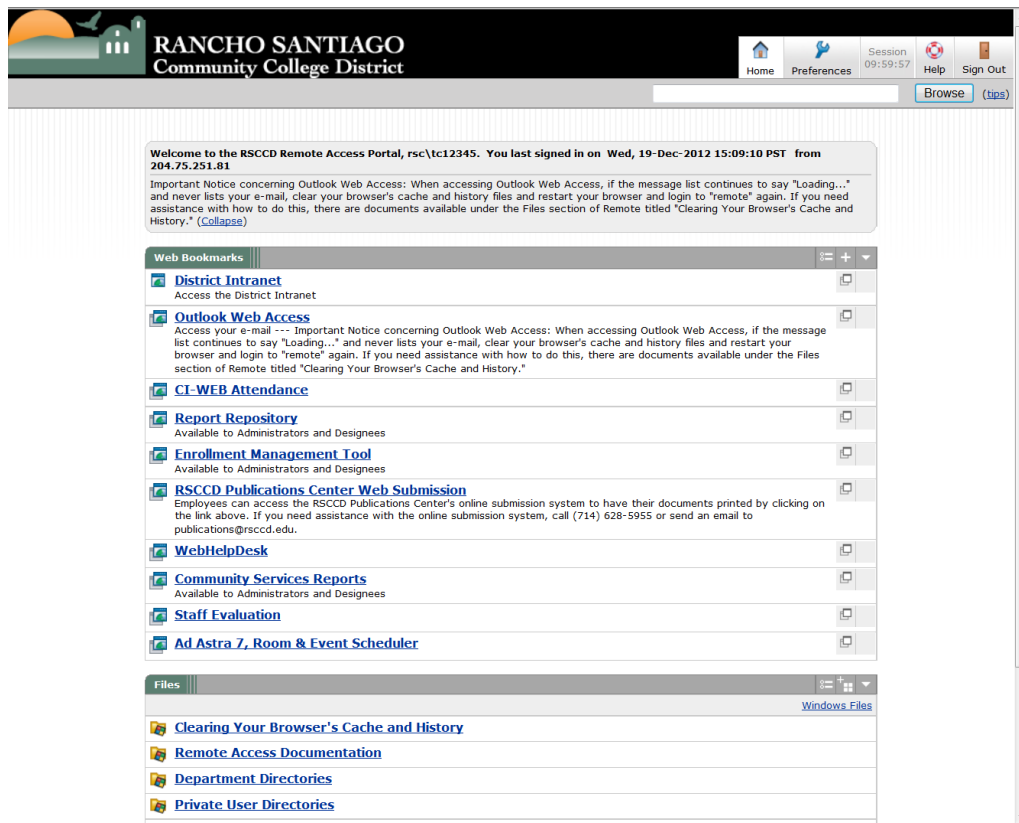 RANCHO SANTIAGO
Community College District
Home
Preferences
Session
09:59:57
Help
Sign Out
Browse
(tips)
Welcome to the RSCCD Remote Access Portal, rsc\tc12345. You last signed in on Wed, 19-Dec-2012 15:09:10 PST from
204.75.251.81
Important Notice concerning Outlook Web Access: When accessing Outlook Web Access, if the message list continues to say "Loading..."
and never lists your e-mail, clear your browser's cache and history files and restart your browser and login to "remote" again. If you need
assistance with how to do this, there are documents available under the Files section of Remote titled "Clearing Your Browser's Cache and
History." (Collapse)
Web Bookmarks
District Intranet
Access the District Intranet
Outlook Web Access
Access your e-mail --- Important Notice concerning Outlook Web Access: When accessing Outlook Web Access, if the message
list continues to say "Loading..." and never lists your e-mail, clear your browser's cache and history files and restart your
browser and login to "remote" again. If you need assistance with how to do this, there are documents available under the Files
section of Remote titled "Clearing Your Browser's Cache and History."
CI-WEB Attendance
Report Repository
Available to Administrators and Designees
Enrollment Management Tool
Available to Administrators and Designees
RSCCD Publications Center Web Submission
Employees can access the RSCCD Publications Center's online submission system to have their documents printed by clicking on
the link above. If you need assistance with the online submission system, call (714) 628-5955 or send an email to
publications@rsccd.edu.
WebHelpDesk
Community Services Reports
Available to Administrators and Designees
Staff Evaluation
Ad Astra 7, Room & Event Scheduler
Files
Windows Files
Clearing Your Browser's Cache and History
Remote Access Documentation
Department Directories
Private User Directories